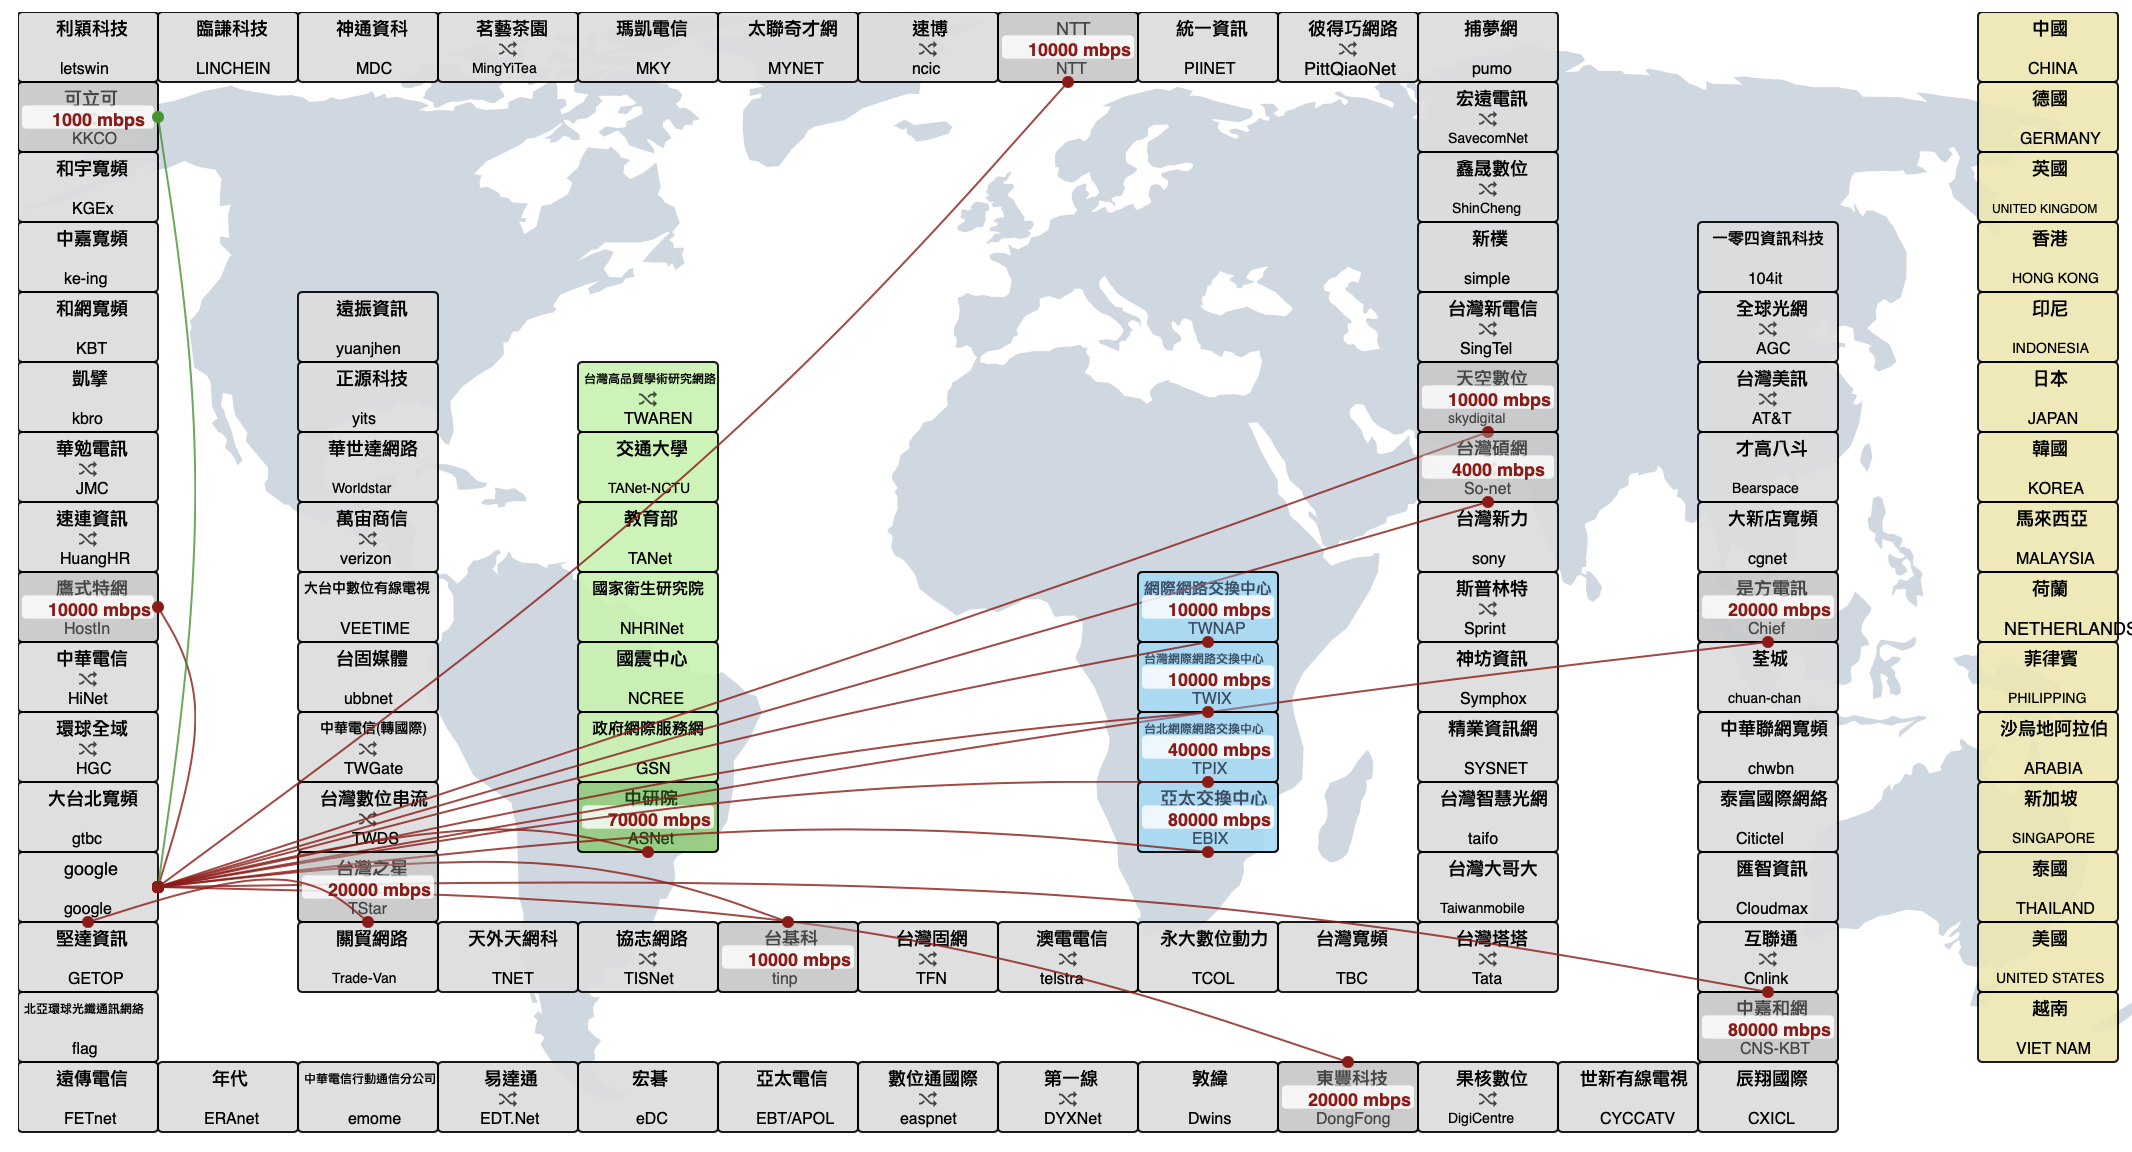 利穎科技
letswin
臨謙科技
LINCHEIN
神通資科
MDC
茗藝茶園
MingYiTea
瑪凱電信
MKY
太聯奇才網
MYNET
速博
ncic
NTT
10000 mbps
NTT
統一資訊
PIINET
彼得巧網路
PittQiaoNet
捕夢網
pumo
中國
CHINA
可立可
1000 mbps
KKCO
宏遠電訊
SavecomNet
德國
GERMANY
和宇寬頻
KGEx
鑫晟數位
ShinCheng
英國
UNITED KINGDOM
中嘉寬頻
ke-ing
新樸
simple
一零四資訊科技
104it
香港
HONG KONG
和網寬頻
KBT
遠振資訊
yuanjhen
台灣新電信
SingTel
全球光網
AGC
印尼
INDONESIA
凱擘
kbro
正源科技
yits
台灣高品質學術研究網路
TWAREN
天空數位
10000 mbps
skydigital
台灣美訊
AT&T
日本
JAPAN
華勉電訊
JMC
華世達網路
Worldstar
交通大學
TANet-NCTU
台灣碩網
4000 mbps
So-net
才高八斗
Bearspace
韓國
KOREA
速連資訊
HuangHR
萬宙商信
verizon
教育部
TANet
台灣新力
sony
大新店寬頻
cgnet
馬來西亞
MALAYSIA
鷹式特網
10000 mbps
HostIn
大台中數位有線電視
VEETIME
國家衛生研究院
NHRINet
網際網路交換中心
10000 mbps
TWNAP
斯普林特
Sprint
是方電訊
20000 mbps
Chief
荷蘭
NETHERLANDS
中華電信
HiNet
台固媒體
ubbnet
國震中心
NCREE
台灣網際網路交換中心
10000 mbps
TWIX
神坊資訊
Symphox
荃城
chuan-chan
菲律賓
PHILIPPING
環球全域
HGC
中華電信(轉國際)
TWGate
政府網際服務網
GSN
台北網際網路交換中心
40000 mbps
TPIX
精業資訊網
SYSNET
中華聯網寬頻
chwbn
沙烏地阿拉伯
ARABIA
大台北寬頻
gtbc
台灣數位串流
TWDS
中研院
70000 mbps
ASNet
亞太交換中心
80000 mbps
EBIX
台灣智慧光網
taifo
泰富國際網絡
Citictel
新加坡
SINGAPORE
google
google
台灣之星
20000 mbps
TStar
台灣大哥大
Taiwanmobile
匯智資訊
Cloudmax
泰國
THAILAND
堅達資訊
GETOP
關貿網路
Trade-Van
天外天網科
TNET
協志網路
TISNet
台基科
10000 mbps
tinp
台灣固網
TFN
澳電電信
telstra
永大數位動力
TCOL
台灣寬頻
TBC
台灣塔塔
Tata
互聯通
Cnlink
美國
UNITED STATES
北亞環球光纖通訊網絡
flag
中嘉和網
80000 mbps
CNS-KBT
越南
VIET NAM
遠傳電信
FETnet
年代
ERAnet
中華電信行動通信分公司
emome
易達通
EDT.Net
宏碁
eDC
亞太電信
EBT/APOL
數位通國際
easpnet
第一線
DYXNet
敦緯
Dwins
東豐科技
20000 mbps
DongFong
果核數位
DigiCentre
世新有線電視
CYCCATV
辰翔國際
CXICL